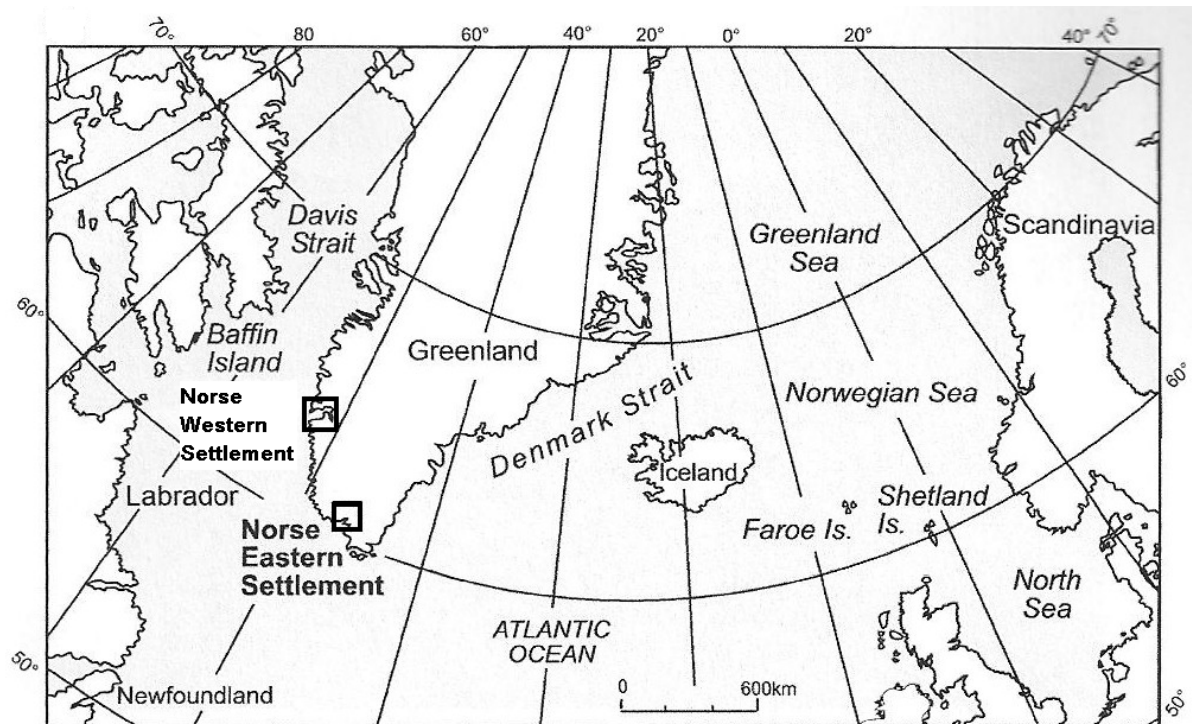 70°
80
60°
40°
20°
0°
20°
40°
70°
Davis
Strait
Greenland
Sea
Scandinavia
60°
Baffin
Island
Greenland
Denmark Strait
Norwegian Sea
60°
Norse
Western
Settlement
Iceland
Labrador
Shetland
Is.
Faroe Is.
Norse
Eastern
Settlement
North
Sea
ATLANTIC
OCEAN
50°
Newfoundland
0 600km
50°